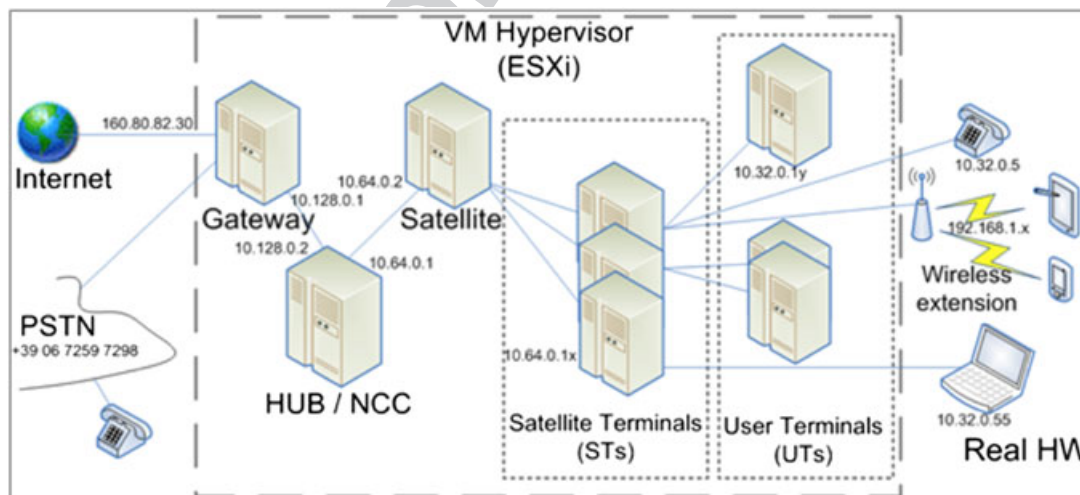 VM Hypervisor
(ESXi)
160.80.82.30
Internet
Gateway
10.128.0.1
10.128.0.2
10.64.0.2
Satellite
10.64.0.1
HUB / NCC
PSTN
+39 06 7259 7298
10.64.0.1x
Satellite Terminals
(STs)
10.32.0.1y
User Terminals
(UTs)
10.32.0.5
192.168.1.x
Wireless
extension
10.32.0.55
Real HW